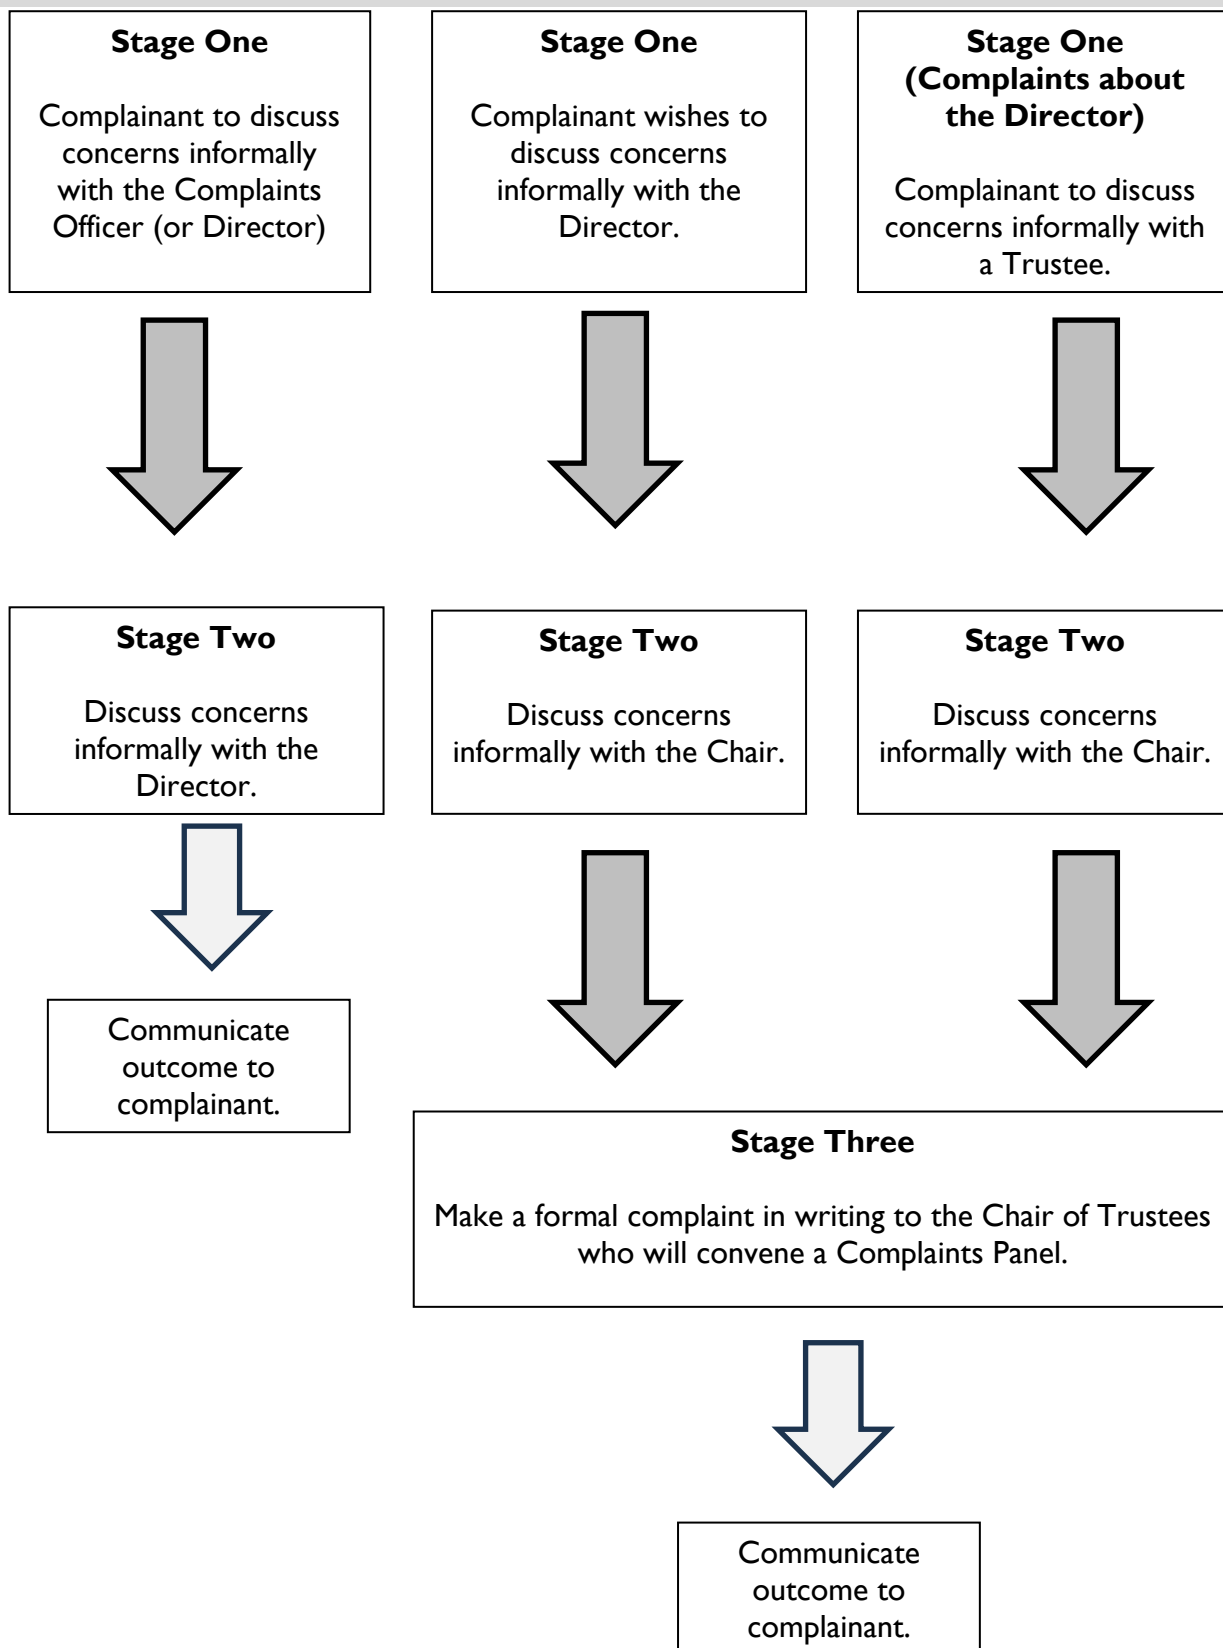 Stage One
Complainant to discuss
concerns informally
with the Complaints
Officer (or Director)
Stage One
Complainant wishes to
discuss concerns
informally with the
Director.
Stage One
(Complaints about
the Director)
Complainant to discuss
concerns informally with
a Trustee.
Stage Two
Discuss concerns
informally with the
Director.
Stage Two
Discuss concerns
informally with the Chair.
Stage Two
Discuss concerns
informally with the Chair.
Communicate
outcome to
complainant.
Stage Three
Make a formal complaint in writing to the Chair of Trustees
who will convene a Complaints Panel.
Communicate
outcome to
complainant.